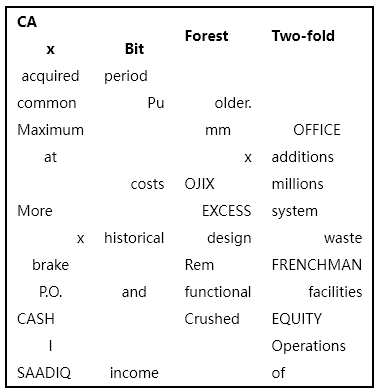 CA x Bit Forest Two-fold
acquired period
common Pu older.
Maximum mm OFFICE
at x additions
costs OJIX millions
More EXCESS system
x historical design waste
brake Rem FRENCHMAN
P.O. and functional facilities
CASH Crushed EQUITY
I Operations
SAADIQ income of